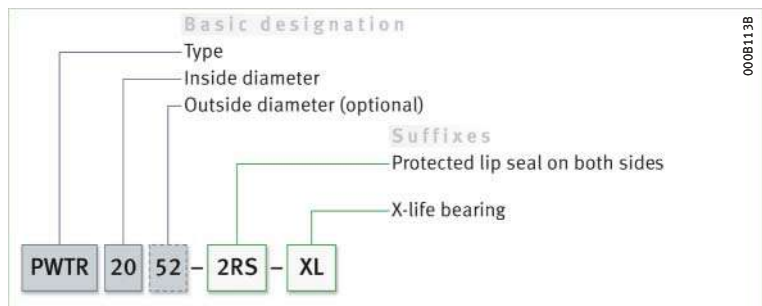 Basic designation
Type
Inside diameter
Outside diameter (optional)
Suffixes
Protected lip seal on both sides
X-life bearing
PWTR 20 52 – 2RS – XL
000B113B